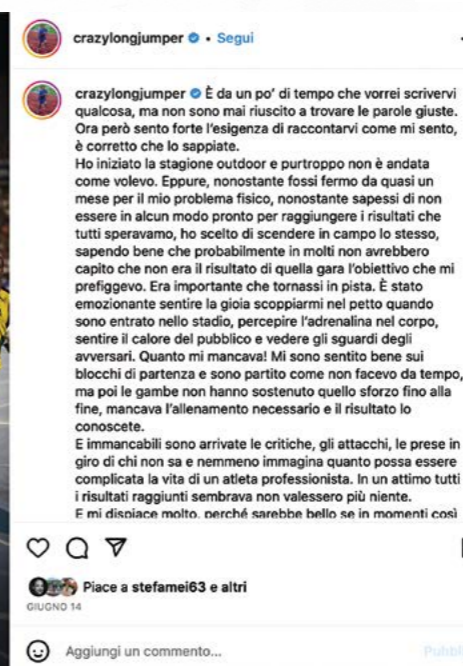 crazylongjumper • Segui
crazylongjumper È da un po' di tempo che vorrei scrivervi
qualcosa, ma non sono mai riuscito a trovare le parole giuste.
Ora però sento forte l'esigenza di raccontarvi come mi sento,
è corretto che lo sappiate.
Ho iniziato la stagione outdoor e purtroppo non è andata
come volevo. Eppure, nonostante fossi fermo da quasi un
mese per il mio problema fisico, nonostante sapessi di non
essere in alcun modo pronto per raggiungere i risultati che
tutti speravamo, ho scelto di scendere in campo lo stesso,
sapendo bene che probabilmente in molti non avrebbero
capito che non era il risultato di quella gara l'obiettivo che mi
prefiggevo. Era importante che tornassi in pista. È stato
emozionante sentire la gioia scoppiarmi nel petto quando
sono entrato nello stadio, percepire l'adrenalina nel corpo,
sentire il calore del pubblico e vedere gli sguardi degli
avversari. Quanto mi mancava! Mi sono sentito bene sui
blocchi di partenza e sono partito come non facevo da tempo,
ma poi le gambe non hanno sostenuto quello sforzo fino alla
fine, mancava l'allenamento necessario e il risultato lo
conoscete.
E immancabili sono arrivate le critiche, gli attacchi, le prese in
giro di chi non sa e nemmeno immagina quanto possa essere
complicata la vita di un atleta professionista. In un attimo tutti
i risultati raggiunti sembrava non valessero più niente.
E mi dispiace molto, perché sarebbe bello se in momenti così
Piace a stefamei63 e altri
GIUGNO 14
Aggiungi un commento...